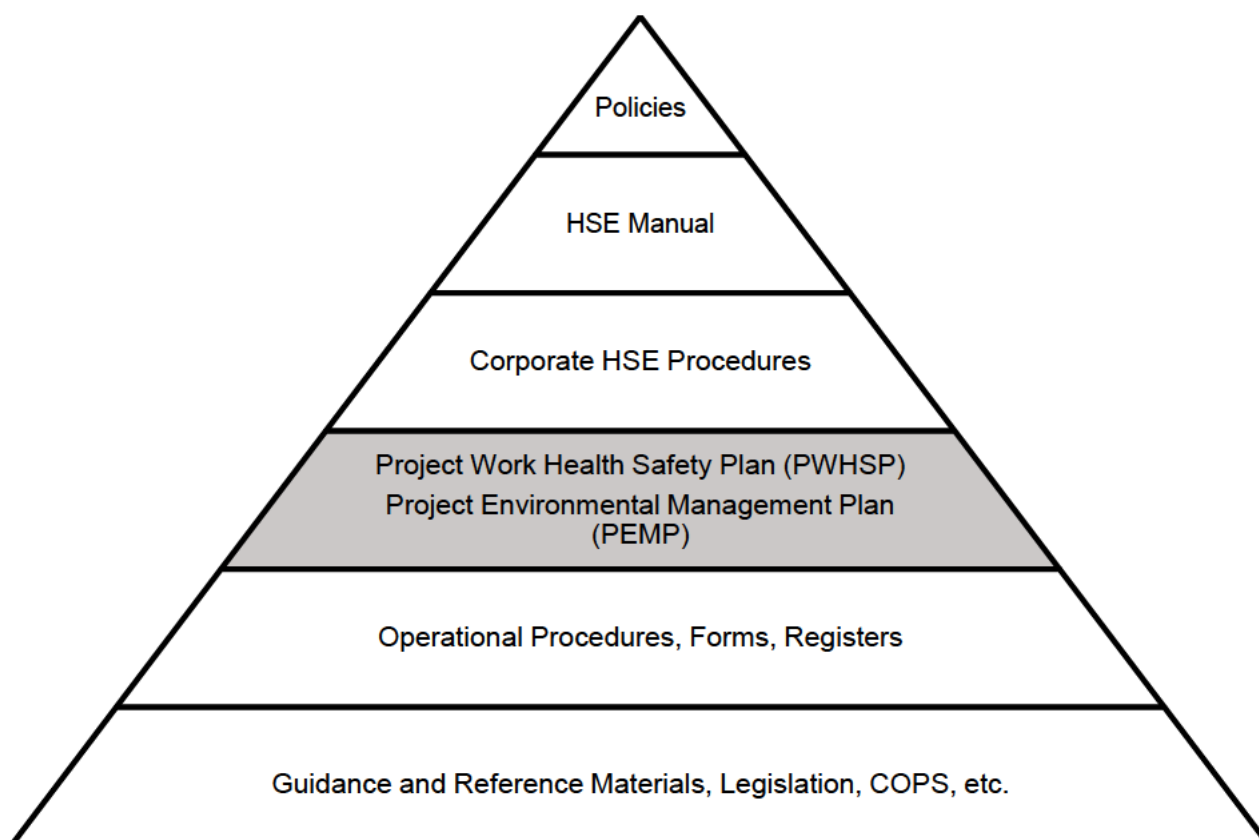 Policies
HSE Manual
Corporate HSE Procedures
Project Work Health Safety Plan (PWHSP)
Project Environmental Management Plan
(PEMP)
Operational Procedures, Forms, Registers
Guidance and Reference Materials, Legislation, COPS, etc.